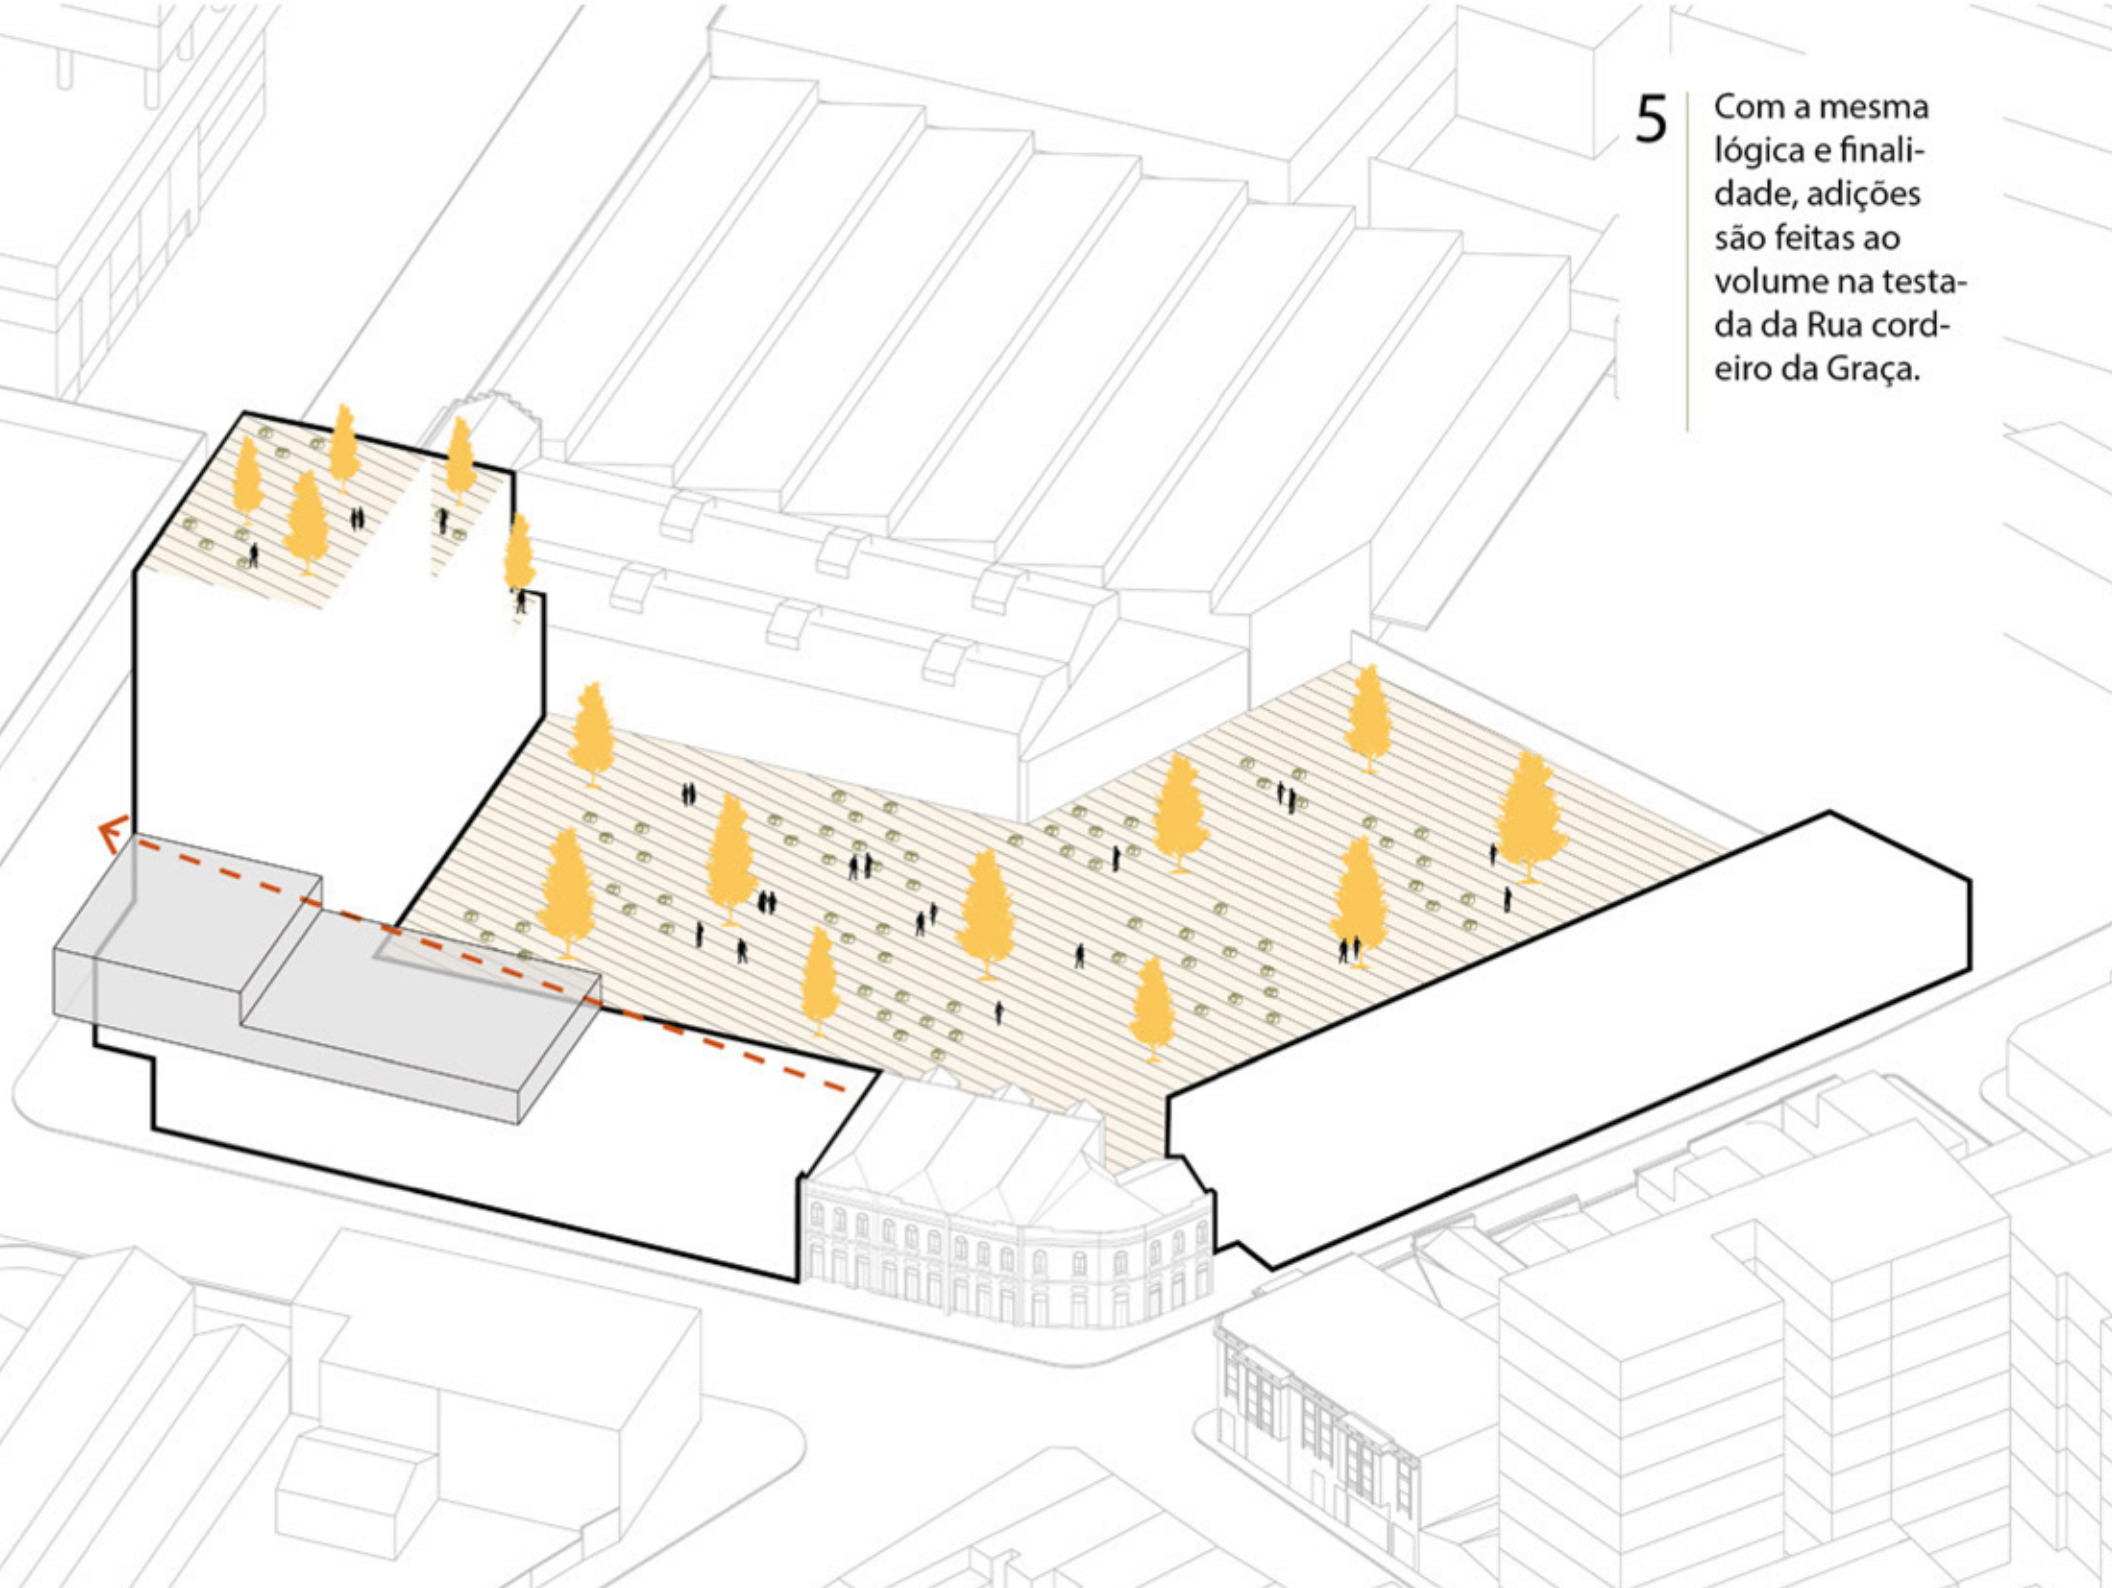 5
Com a mesma
lógica e finali-
dade, adições
são feitas ao
volume na testa-
da da Rua cord-
eiro da Graça.